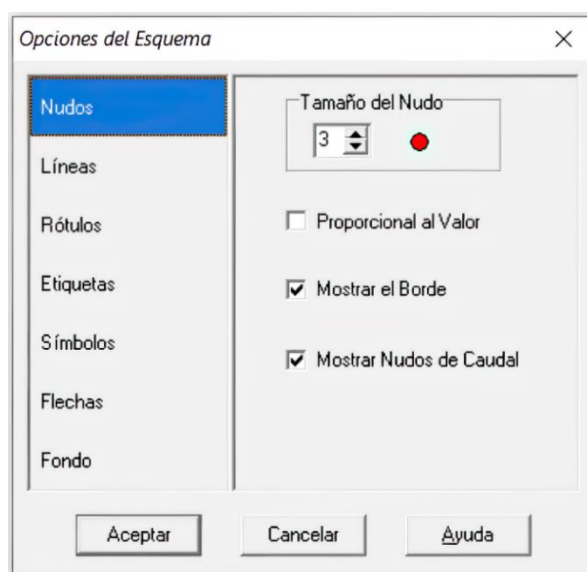 Opciones del Esquema
Nudos
Líneas
Rótulos
Etiquetas
Símbolos
Flechas
Fondo
Tamaño del Nudo
3
Proporcional al Valor
Mostrar el Borde
Mostrar Nudos de Caudal
Aceptar Cancelar Ayuda